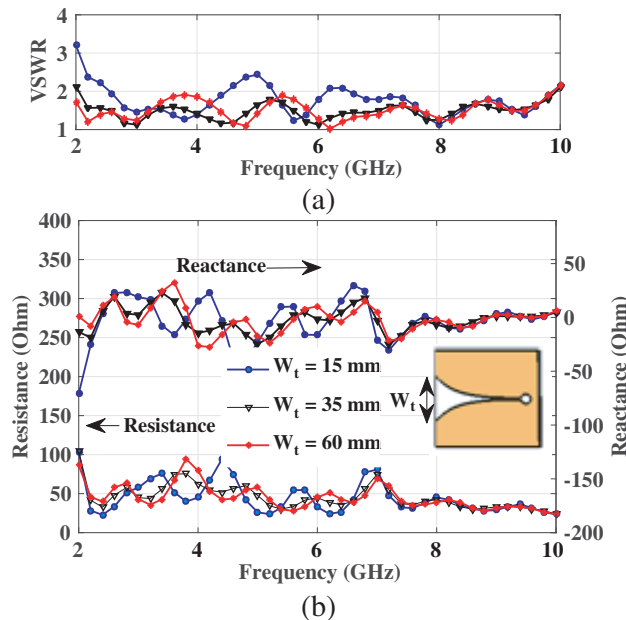 4
3
2
1
VSWR
2 4 6 8 10
Frequency (GHz)
(a)
400
350
300
250
200
150
100
50
0
Resistance (Ohm)
Reactance
Resistance
W_t = 15 mm
W_t = 35 mm
W_t = 60 mm
W_t
50
0
-50
-100
-150
-200
Reactance (Ohm)
2 4 6 8 10
Frequency (GHz)
(b)